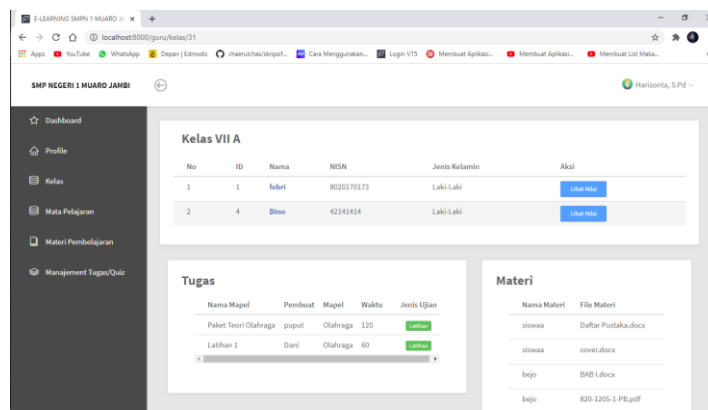 E-LEARNING SMPN 1 MUARO JA
localhost:8000/guru/kelas/31
Apps YouTube WhatsApp Depan | Edmodo chaerulchas/skripsi... Cara Menggunakan... Login V15 Membuat Aplikasi... Membuat Aplikasi... Membuat List Maka...
SMP NEGERI 1 MUARO JAMBI Harizonta, S.Pd
Dashboard
Profile
Kelas
Mata Pelajaran
Materi Pembelajaran
Manajement Tugas/Quiz
Kelas VII A
No ID Nama NISN Jenis Kelamin Aksi
1 1 febri 8020170173 Laki-Laki Lihat Nilai
2 4 Dino 42141414 Laki-Laki Lihat Nilai
Tugas
Nama Mapel Pembuat Mapel Waktu Jenis Ujian
Paket Teori Olahraga puput Olahraga 120 Latihan
Latihan 1 Dani Olahraga 60 Latihan
Materi
Nama Materi File Materi
siswaa Daftar Pustaka.docx
siswaa cover.docx
bejo BAB I.docx
bejo 820-1205-1-PB.pdf